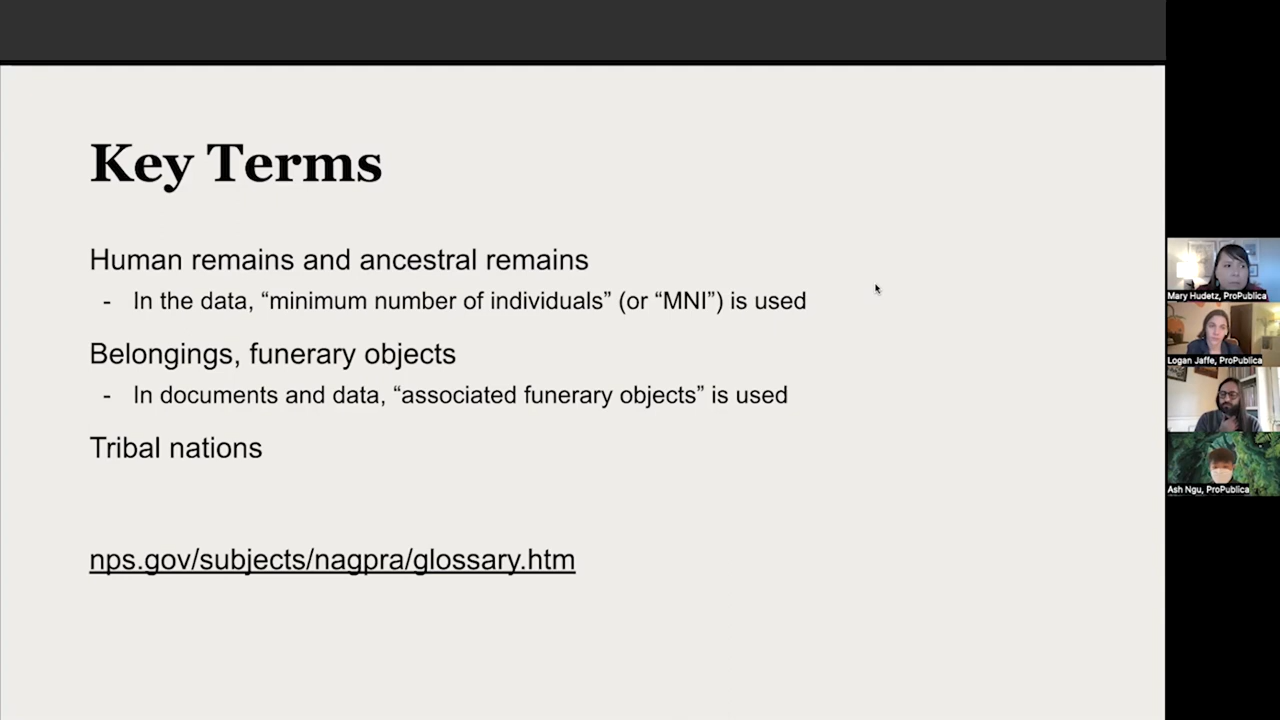 Key Terms
Human remains and ancestral remains
- In the data, “minimum number of individuals” (or “MNI”) is used
Belongings, funerary objects
- In documents and data, “associated funerary objects” is used
Tribal nations
nps.gov/subjects/nagpra/glossary.htm
Mary Hudetz, ProPublica
Logan Jaffe, ProPublica
Ash Ngu, ProPublica